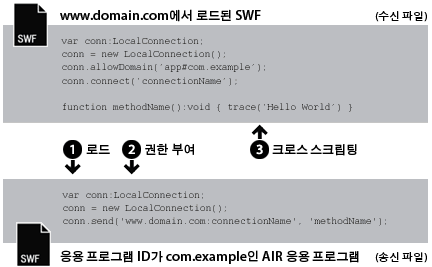 www.domain.com에서 로드된 SWF (수신 파일)
SWF
var conn:LocalConnection;
conn = new LocalConnection();
conn.allowDomain('app#com.example');
conn.connect('connectionName');
function methodName():void { trace('Hello World') }
1 로드 2 권한 부여 3 크로스 스크립팅
var conn:LocalConnection;
conn = new LocalConnection();
conn.send('www.domain.com:connectionName', 'methodName');
SWF
응용 프로그램 ID가 com.example인 AIR 응용 프로그램 (송신 파일)